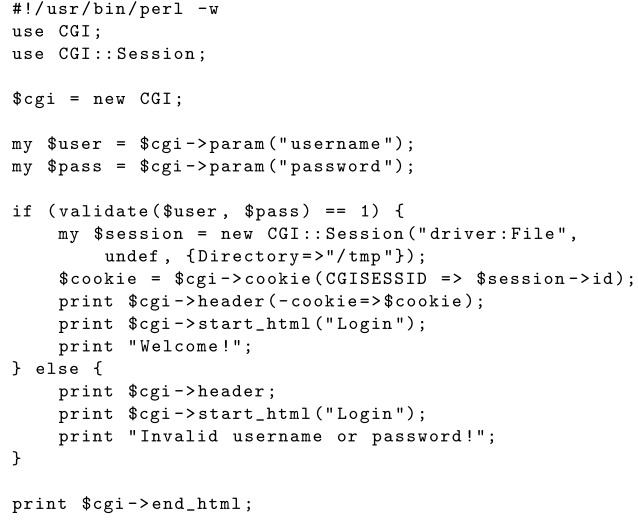 #!/usr/bin/perl -w
use CGI;
use CGI::Session;

$cgi = new CGI;

my $user = $cgi->param("username");
my $pass = $cgi->param("password");

if (validate($user, $pass) == 1) {
    my $session = new CGI::Session("driver:File",
        undef, {Directory=>"/tmp"});
    $cookie = $cgi->cookie(CGISESSID => $session->id);
    print $cgi->header(-cookie=>$cookie);
    print $cgi->start_html("Login");
    print "Welcome!";
} else {
    print $cgi->header;
    print $cgi->start_html("Login");
    print "Invalid username or password!";
}

print $cgi->end_html;